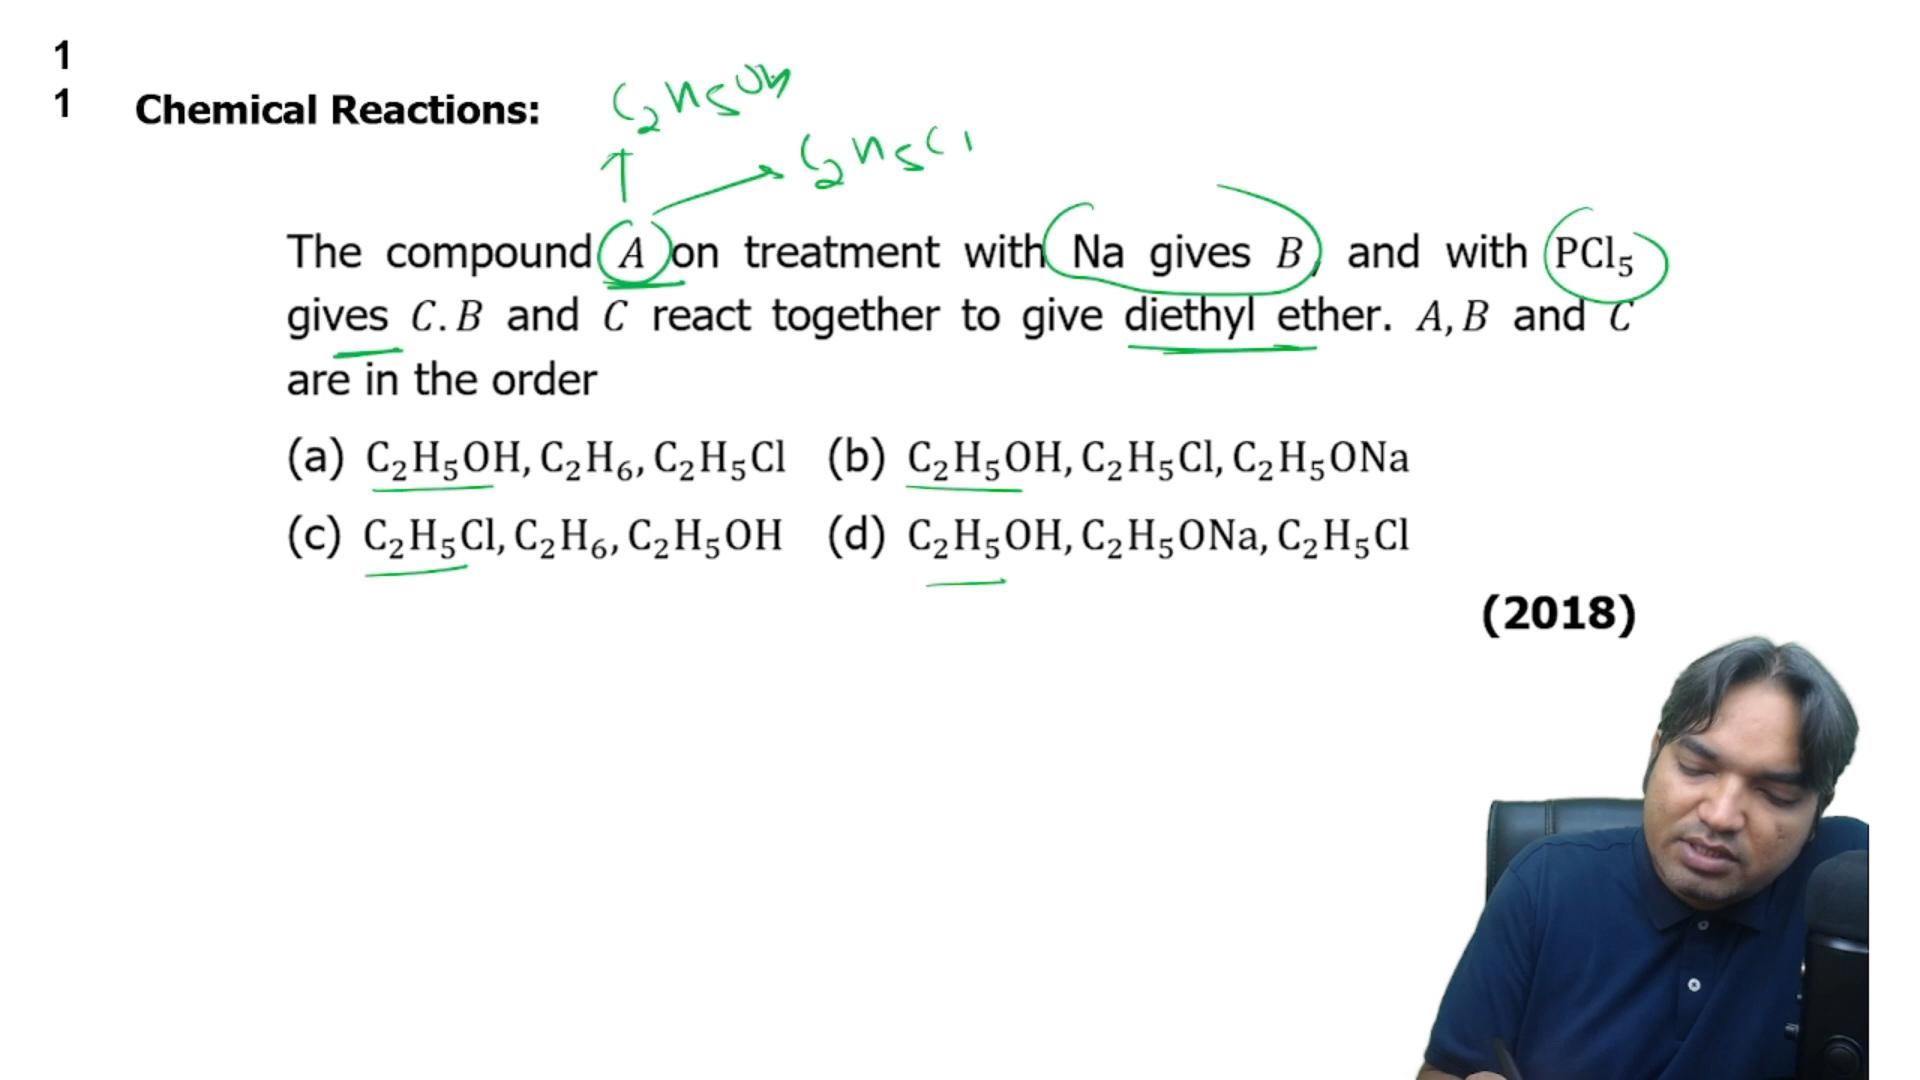 1
1 Chemical Reactions:
C₂H₅OH
C₂H₅Cl
The compound A on treatment with Na gives B, and with PCl₅
gives C. B and C react together to give diethyl ether. A, B and C
are in the order
(a) C₂H₅OH, C₂H₆, C₂H₅Cl (b) C₂H₅OH, C₂H₅Cl, C₂H₅ONa
(c) C₂H₅Cl, C₂H₆, C₂H₅OH (d) C₂H₅OH, C₂H₅ONa, C₂H₅Cl
(2018)